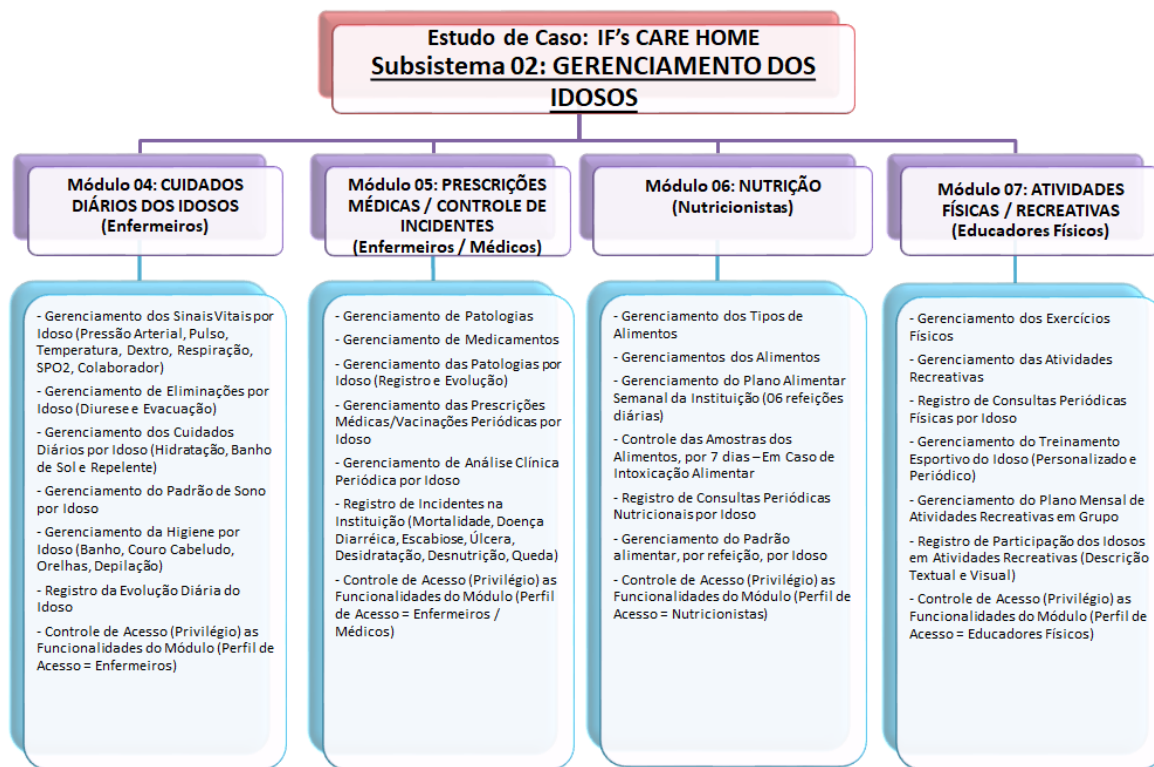 Estudo de Caso: IF's CARE HOME
Subsistema 02: GERENCIAMENTO DOS
IDOSOS
Módulo 04: CUIDADOS
DIÁRIOS DOS IDOSOS
(Enfermeiros)
- Gerenciamento dos Sinais Vitais por
Idoso (Pressão Arterial, Pulso,
Temperatura, Dextro, Respiração,
SPO2, Colaborador)
- Gerenciamento de Eliminações por
Idoso (Diurese e Evacuação)
- Gerenciamento dos Cuidados
Diários por Idoso (Hidratação, Banho
de Sol e Repelente)
- Gerenciamento do Padrão de Sono
por Idoso
- Gerenciamento da Higiene por
Idoso (Banho, Couro Cabeludo,
Orelhas, Depilação)
- Registro da Evolução Diária do
Idoso
- Controle de Acesso (Privilégio) as
Funcionalidades do Módulo (Perfil de
Acesso = Enfermeiros)
Módulo 05: PRESCRIÇÕES
MÉDICAS / CONTROLE DE
INCIDENTES
(Enfermeiros / Médicos)
- Gerenciamento de Patologias
- Gerenciamento de Medicamentos
- Gerenciamento das Patologias por
Idoso (Registro e Evolução)
- Gerenciamento das Prescrições
Médicas/Vacinações Periódicas por
Idoso
- Gerenciamento de Análise Clínica
Periódica por Idoso
- Registro de Incidentes na
Instituição (Mortalidade, Doença
Diarréica, Escabiose, Úlcera,
Desidratação, Desnutrição, Queda)
- Controle de Acesso (Privilégio) as
Funcionalidades do Módulo (Perfil
de Acesso = Enfermeiros /
Médicos)
Módulo 06: NUTRIÇÃO
(Nutricionistas)
- Gerenciamento dos Tipos de
Alimentos
- Gerenciamentos dos Alimentos
- Gerenciamento do Plano Alimentar
Semanal da Instituição (06 refeições
diárias)
- Controle das Amostras dos
Alimentos, por 7 dias – Em Caso de
Intoxicação Alimentar
- Registro de Consultas Periódicas
Nutricionais por Idoso
- Gerenciamento do Padrão
alimentar, por refeição, por Idoso
- Controle de Acesso (Privilégio) as
Funcionalidades do Módulo (Perfil de
Acesso = Nutricionistas)
Módulo 07: ATIVIDADES
FÍSICAS / RECREATIVAS
(Educadores Físicos)
- Gerenciamento dos Exercícios
Físicos
- Gerenciamento das Atividades
Recreativas
- Registro de Consultas Periódicas
Físicas por Idoso
- Gerenciamento do Treinamento
Esportivo do Idoso (Personalizado e
Periódico)
- Gerenciamento do Plano Mensal de
Atividades Recreativas em Grupo
- Registro de Participação dos Idosos
em Atividades Recreativas (Descrição
Textual e Visual)
- Controle de Acesso (Privilégio) as
Funcionalidades do Módulo (Perfil de
Acesso = Educadores Físicos)